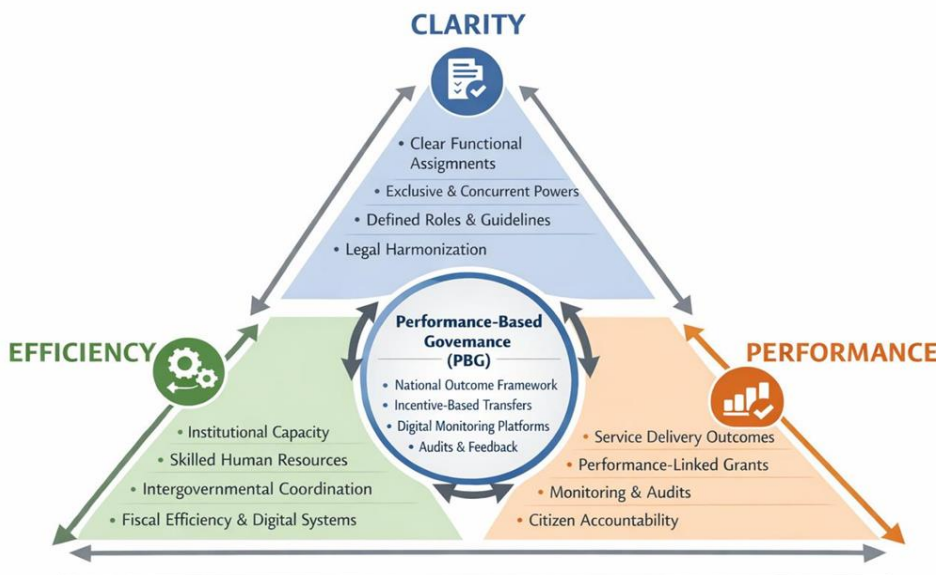 CLARITY
• Clear Functional
Assignments
• Exclusive & Concurrent Powers
• Defined Roles & Guidelines
• Legal Harmonization
Performance-Based
Govemance
(PBG)
• National Outcome Framework
• Incentive-Based Transfers
• Digital Monitoring Platforms
• Audits & Feedback
EFFICIENCY
• Institutional Capacity
• Skilled Human Resources
• Intergovernmental Coordination
• Fiscal Efficiency & Digital Systems
PERFORMANCE
• Service Delivery Outcomes
• Performance-Linked Grants
• Monitoring & Audits
• Citizen Accountability